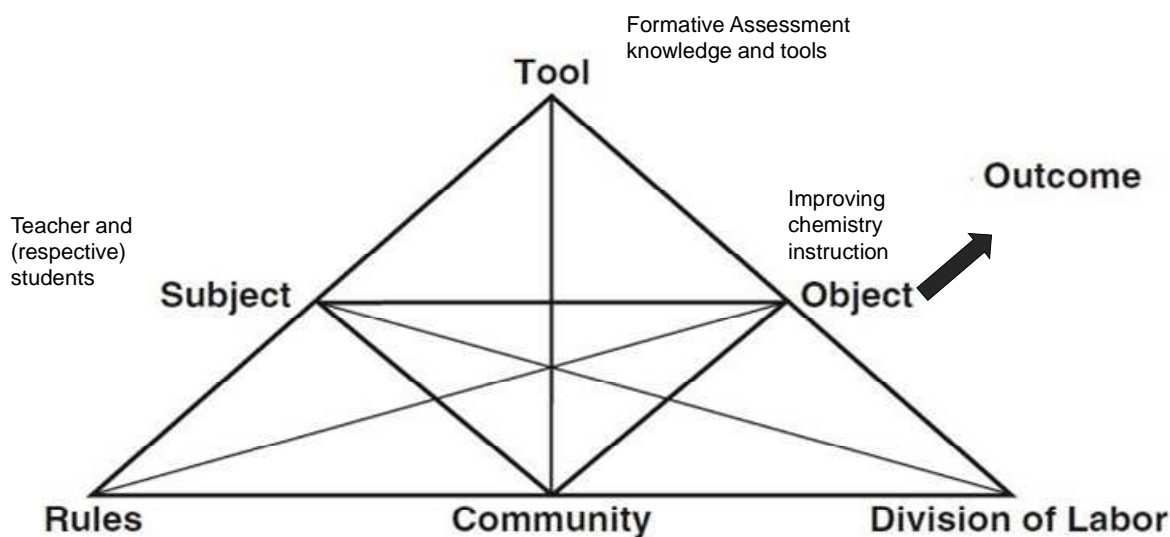 Formative Assessment
knowledge and tools
Tool
Outcome
Improving
chemistry
instruction
Teacher and
(respective)
students
Subject
Object
Rules
Community
Division of Labor